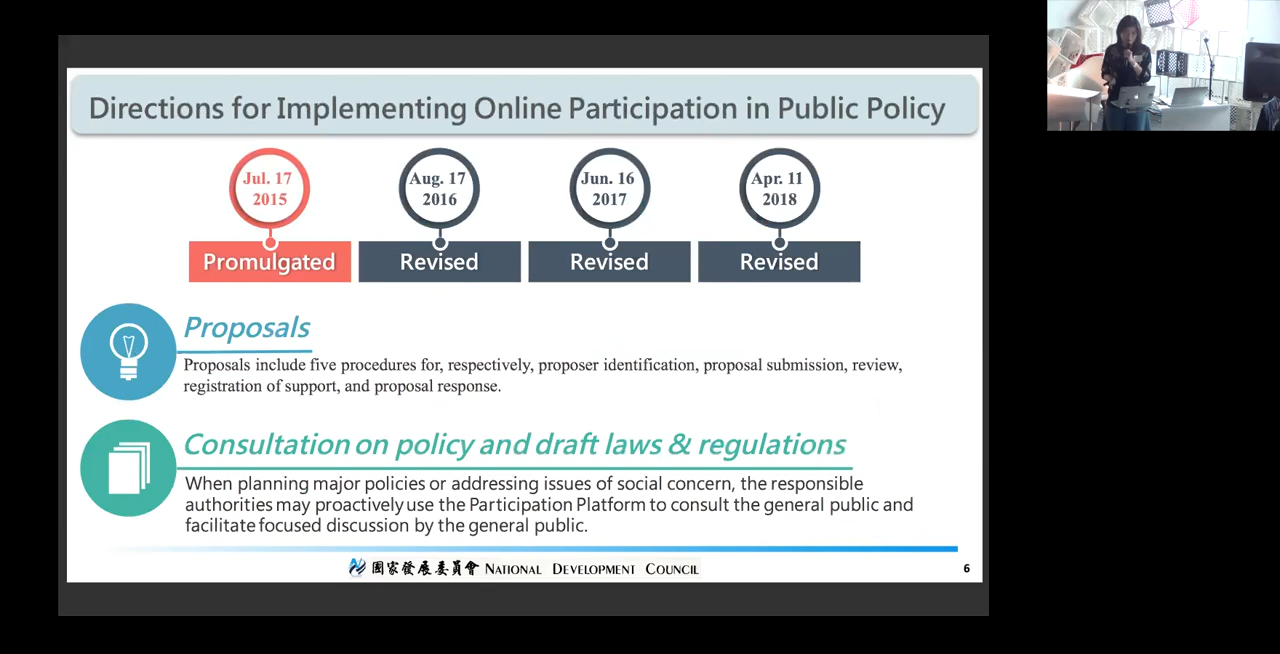 Directions for Implementing Online Participation in Public Policy
Jul. 17
2015
Aug. 17
2016
Jun. 16
2017
Apr. 11
2018
Promulgated
Revised
Revised
Revised
Proposals
Proposals include five procedures for, respectively, proposer identification, proposal submission, review,
registration of support, and proposal response.
Consultation on policy and draft laws & regulations
When planning major policies or addressing issues of social concern, the responsible
authorities may proactively use the Participation Platform to consult the general public and
facilitate focused discussion by the general public.
國家發展委員會 NATIONAL DEVELOPMENT COUNCIL
6